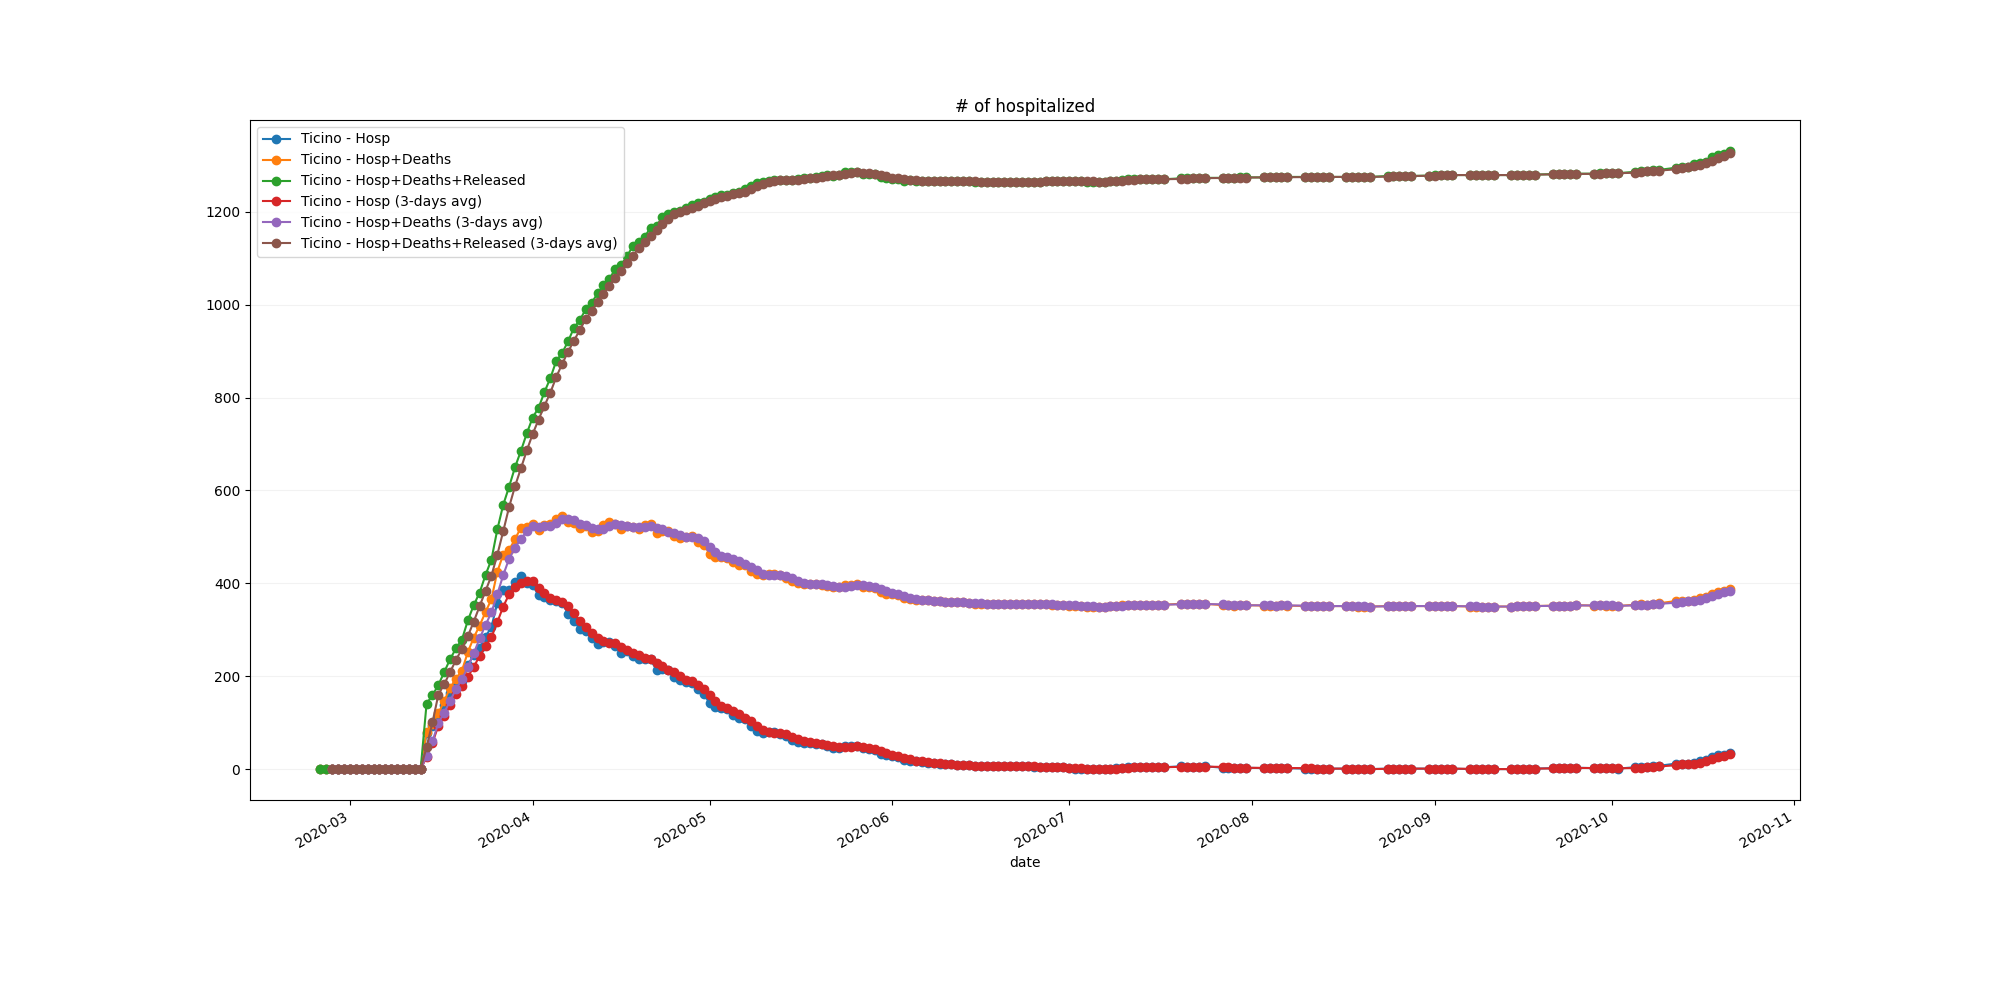 # of hospitalized
Ticino - Hosp
Ticino - Hosp+Deaths
Ticino - Hosp+Deaths+Released
Ticino - Hosp (3-days avg)
Ticino - Hosp+Deaths (3-days avg)
Ticino - Hosp+Deaths+Released (3-days avg)
1200
1000
800
600
400
200
0
2020-03 2020-04 2020-05 2020-06 2020-07 2020-08 2020-09 2020-10 2020-11
date